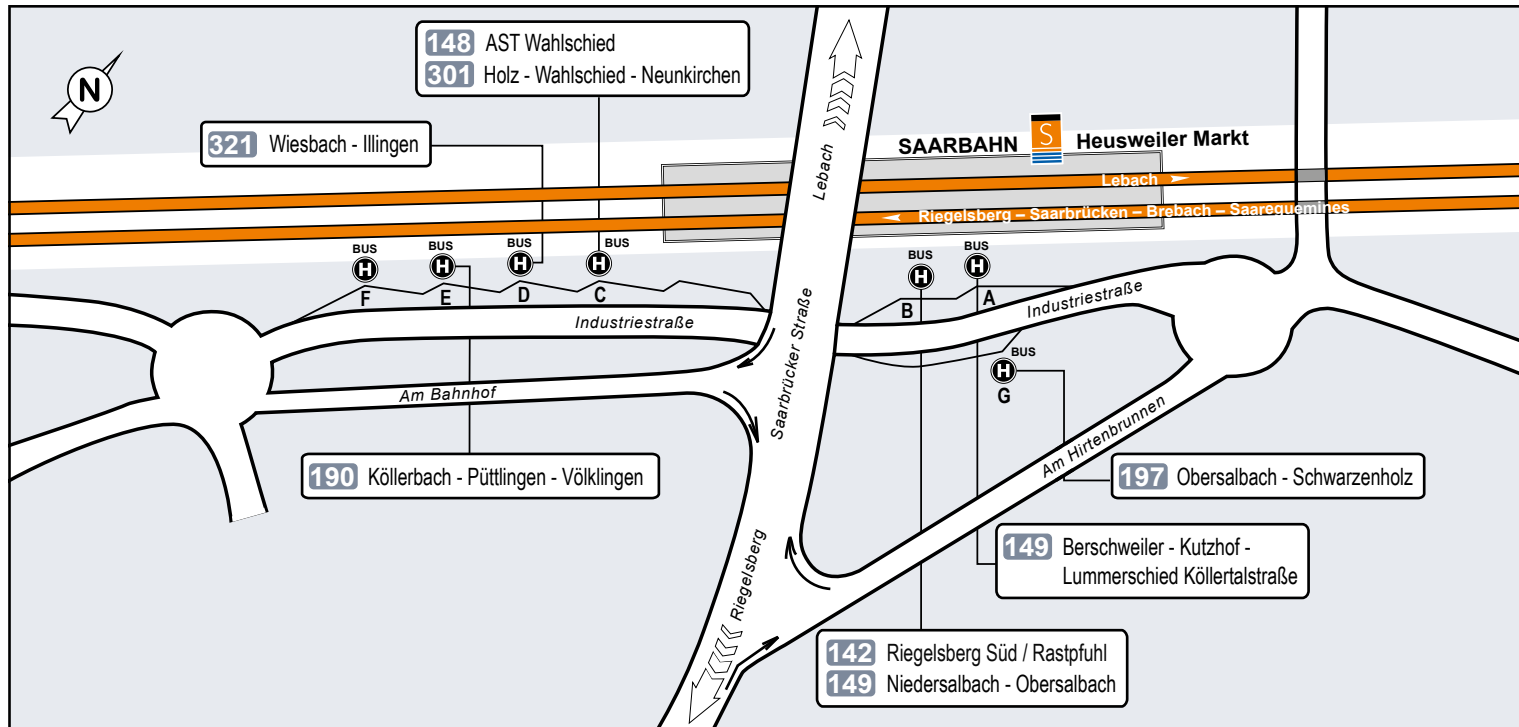 148 AST Wahlschied
301 Holz - Wahlschied - Neunkirchen
N
321 Wiesbach - Illingen
SAARBAHN S Heusweiler Markt
Lebach
Lebach
Riegelsberg – Saarbrücken – Brebach – Saareguemines
BUS
F
BUS
E
BUS
D
BUS
C
BUS
B
BUS
A
H
H
H
H
H
H
Industriestraße
Industriestraße
BUS
H
G
Am Bahnhof
Saarbrücker Straße
Am Hirtenbrunnen
190 Köllerbach - Püttlingen - Völklingen
197 Obersalbach - Schwarzenholz
149 Berschweiler - Kutzhof -
Lummerschied Köllertalstraße
Riegelsberg
142 Riegelsberg Süd / Rastpfuhl
149 Niedersalbach - Obersalbach